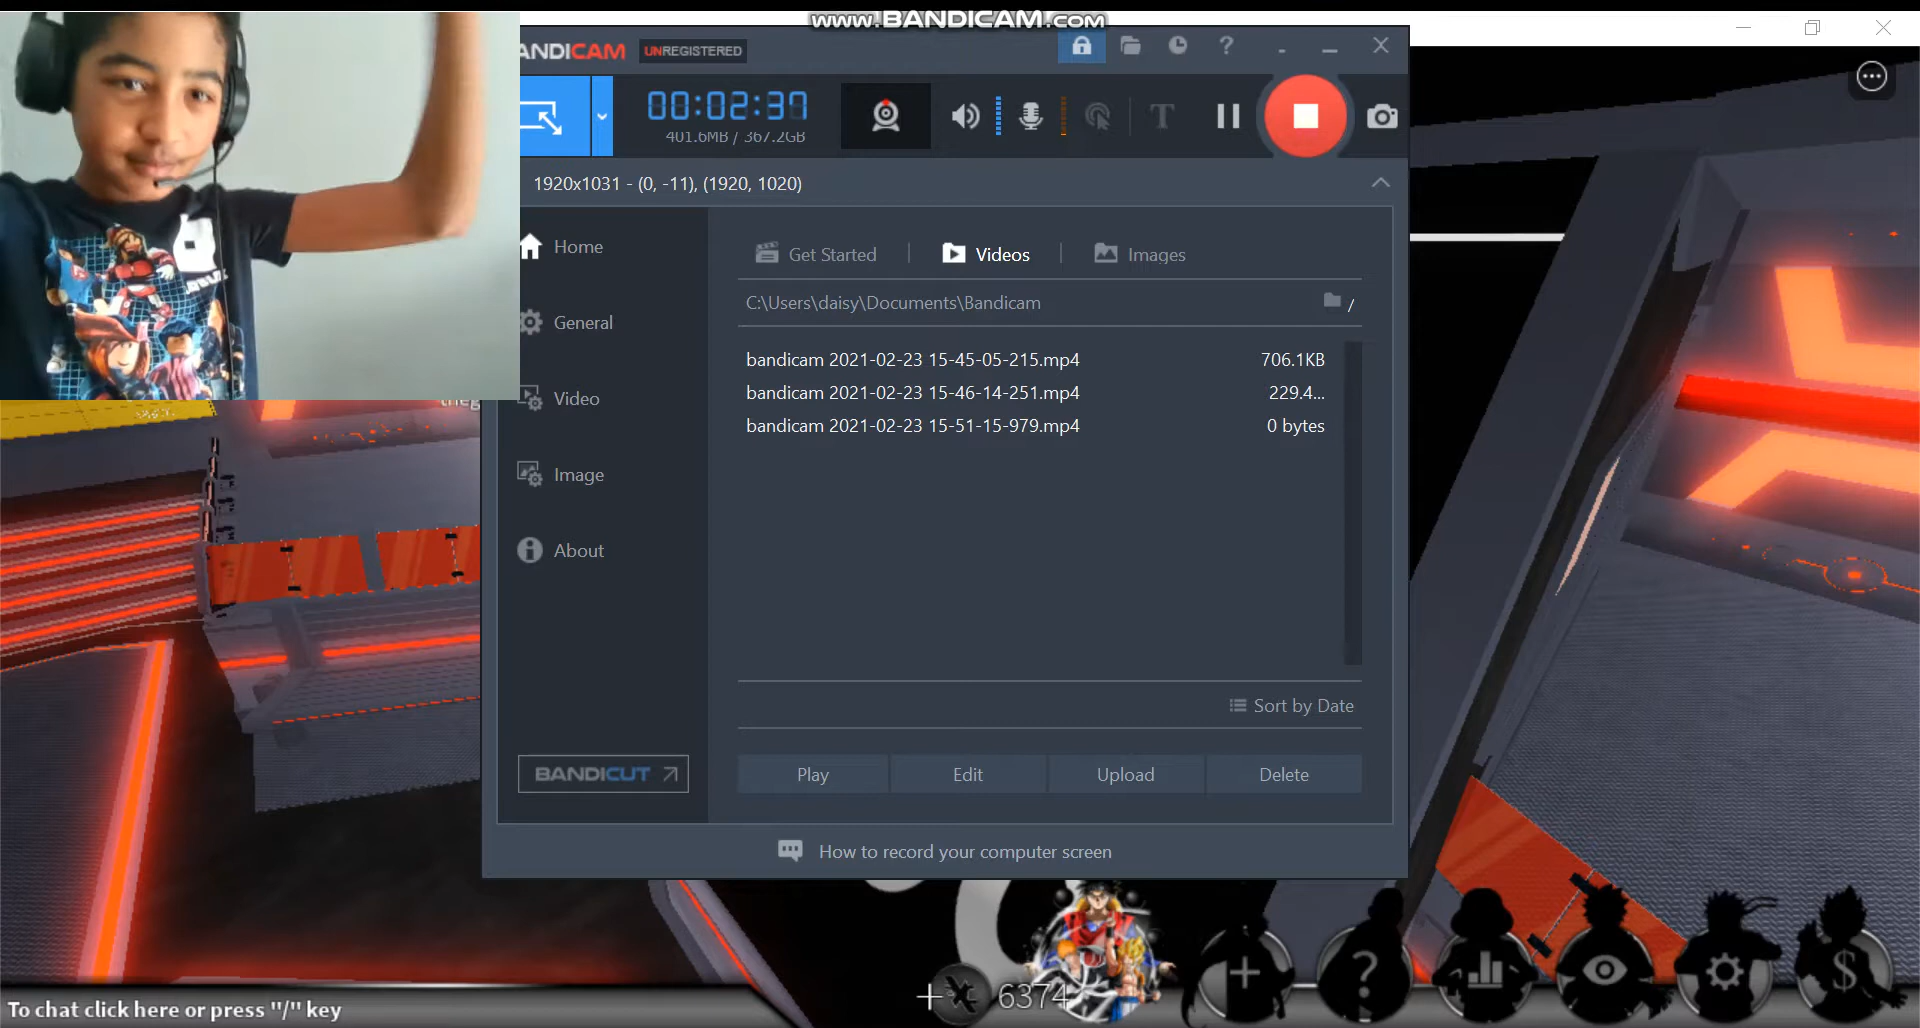 www.BANDICAM.com
ANDICAM UNREGISTERED
00:02:37
401.6MB / 367.2GB
1920x1031 - (0, -11), (1920, 1020)
Home
General
Video
Image
About
BANDICUT
Get Started
Videos
Images
C:\Users\daisy\Documents\Bandicam
/
bandicam 2021-02-23 15-45-05-215.mp4 706.1KB
bandicam 2021-02-23 15-46-14-251.mp4 229.4...
bandicam 2021-02-23 15-51-15-979.mp4 0 bytes
Sort by Date
Play Edit Upload Delete
How to record your computer screen
To chat click here or press "/" key
+ 6374